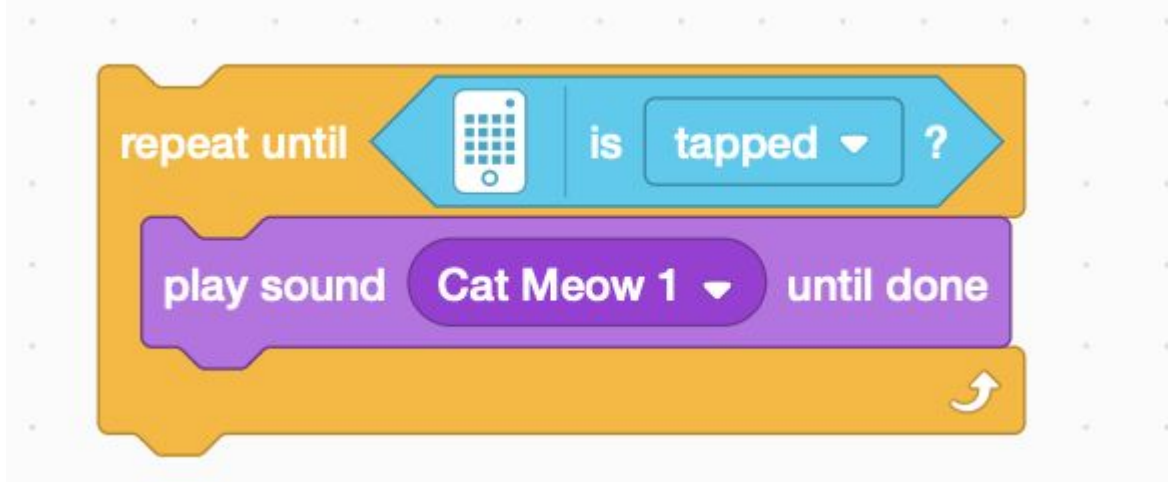 repeat until is tapped ?
play sound Cat Meow 1 until done